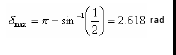 δmax = π − sin⁻¹(1/2) = 2.618 rad